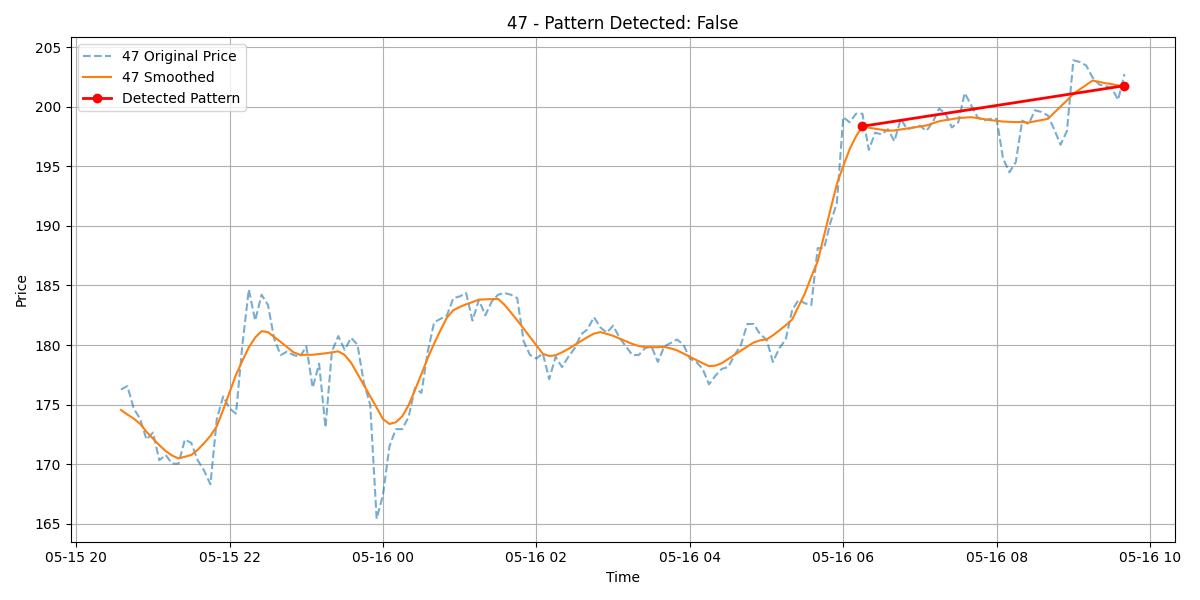 47 - Pattern Detected: False
205
200
195
190
185
180
175
170
165
Price
47 Original Price
47 Smoothed
Detected Pattern
05-15 20
05-15 22
05-16 00
05-16 02
05-16 04
05-16 06
05-16 08
05-16 10
Time